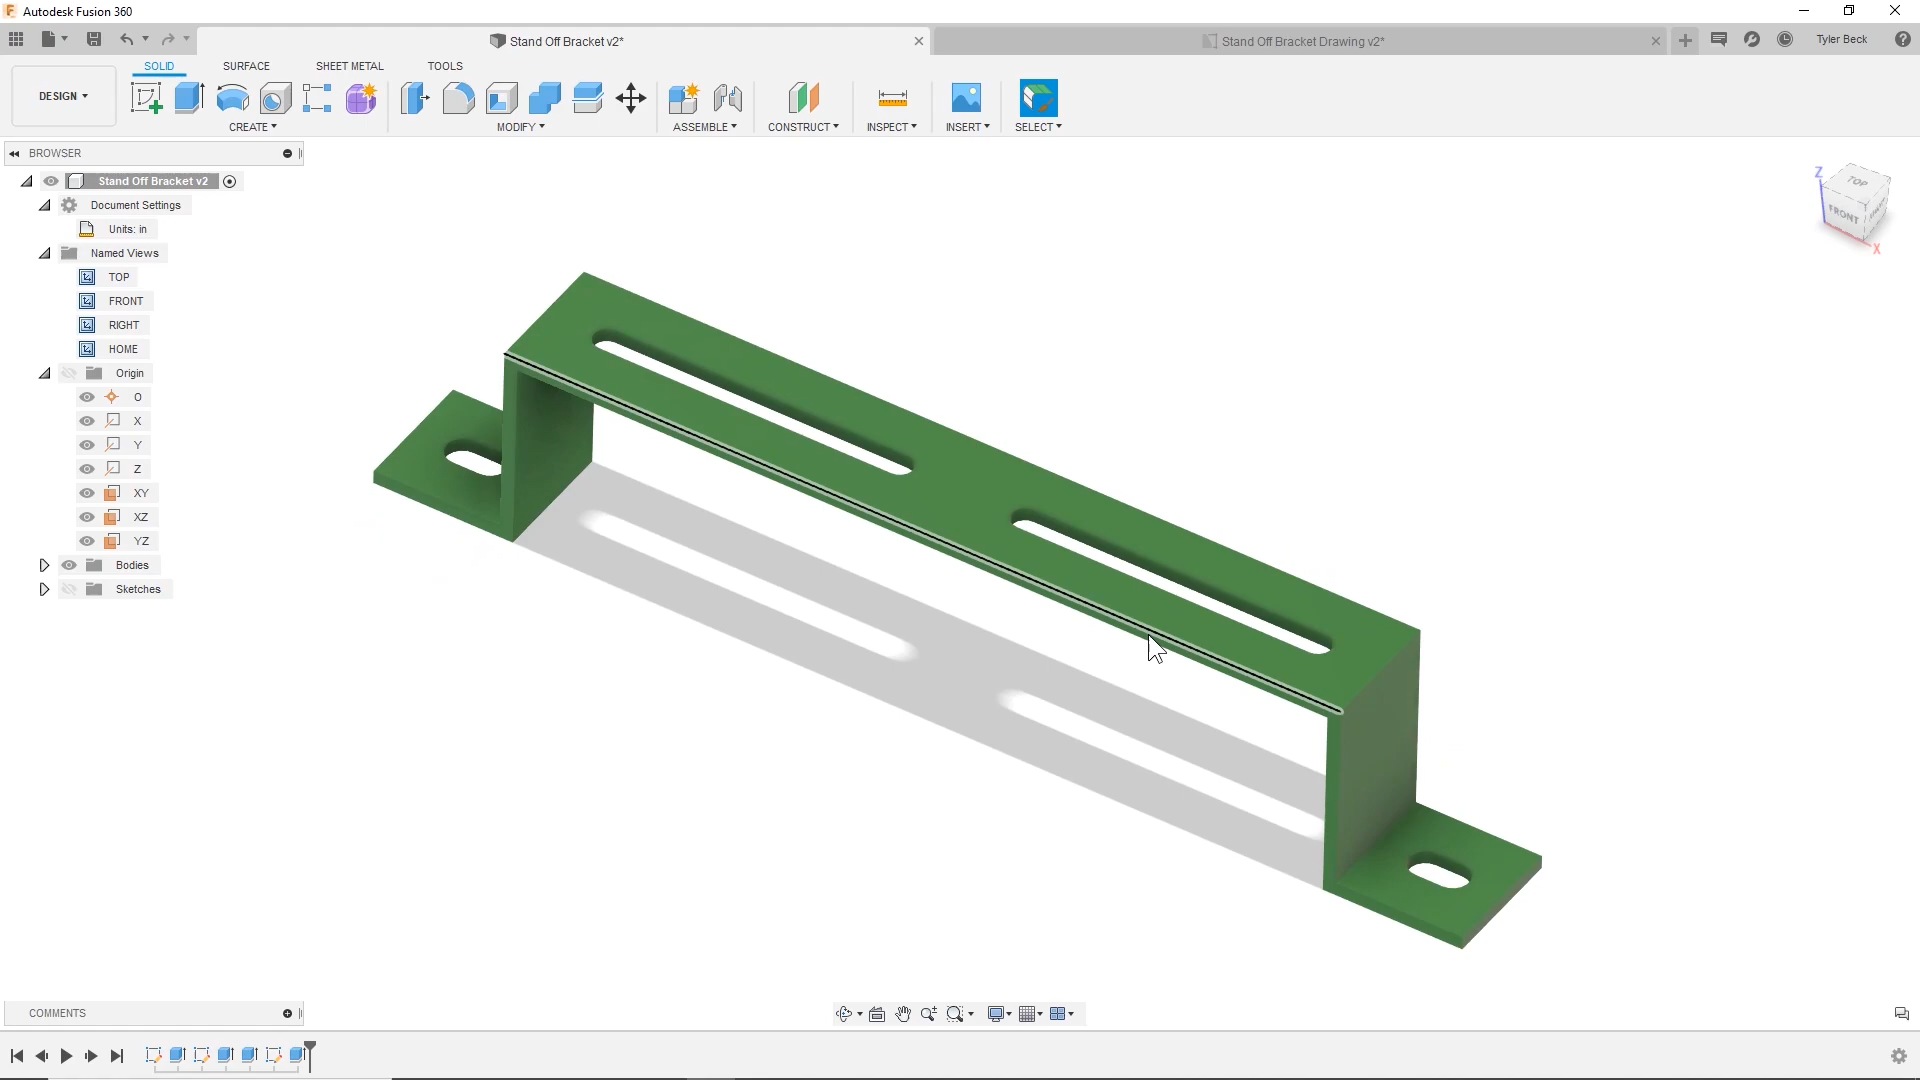 Autodesk Fusion 360
Stand Off Bracket v2*
Stand Off Bracket Drawing v2*
Tyler Beck
DESIGN
SOLID
SURFACE
SHEET METAL
TOOLS
CREATE
MODIFY
ASSEMBLE
CONSTRUCT
INSPECT
INSERT
SELECT
BROWSER
Stand Off Bracket v2
Document Settings
Units: in
Named Views
TOP
FRONT
RIGHT
HOME
Origin
O
X
Y
Z
XY
XZ
YZ
Bodies
Sketches
Z
TOP
FRONT
X
COMMENTS